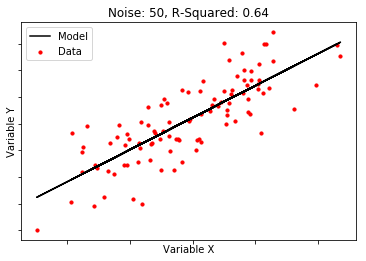 Noise: 50, R-Squared: 0.64
Model
Data
Variable Y
Variable X